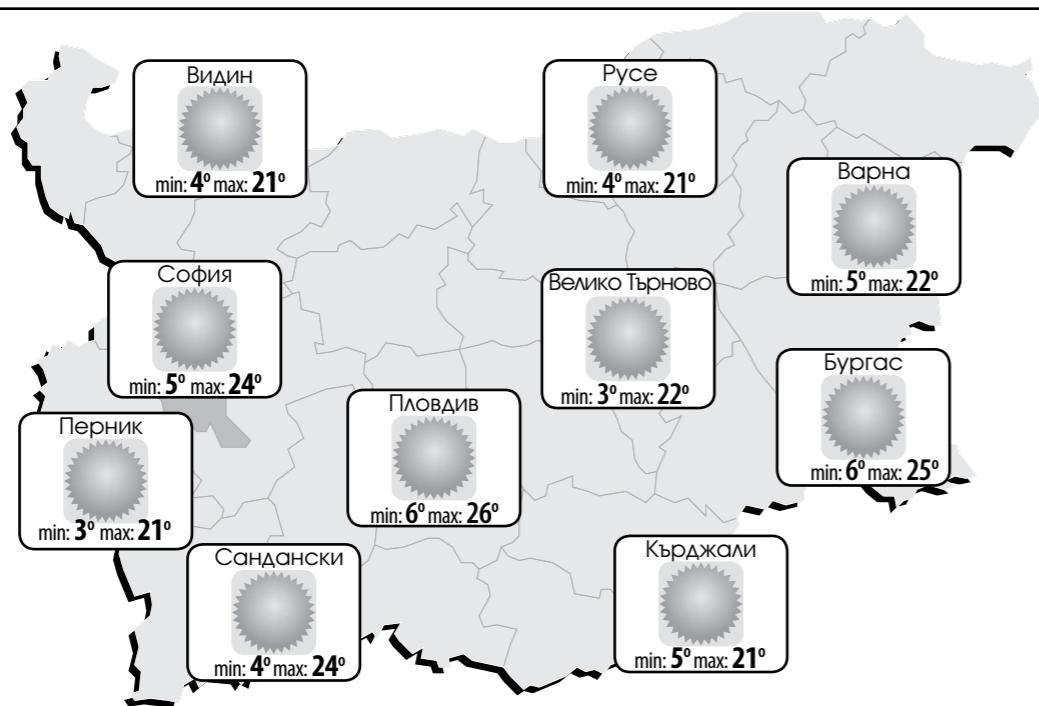 Видин
min: 4° max: 21°
Русе
min: 4° max: 21°
Варна
min: 5° max: 22°
София
min: 5° max: 24°
Велико Търново
min: 3° max: 22°
Бургас
min: 6° max: 25°
Пловдив
min: 6° max: 26°
Перник
min: 3° max: 21°
Сандански
min: 4° max: 24°
Кърджали
min: 5° max: 21°